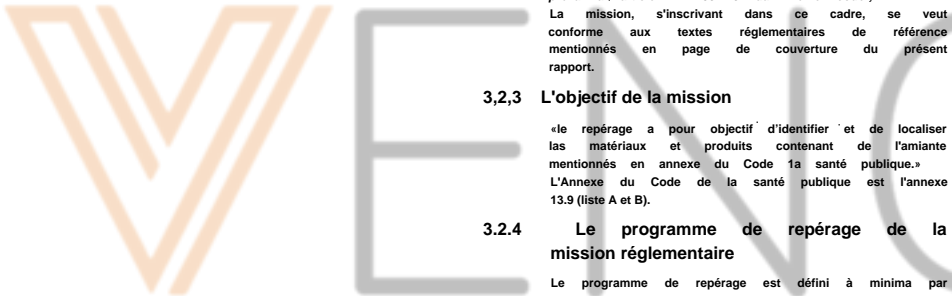 La mission, s'inscrivant dans ce cadre, se veut
conforme aux textes réglementaires de référence
mentionnés en page de couverture du présent
rapport.
3,2,3 L'objectif de la mission
«le repérage a pour objectif d'identifier et de localiser
las matériaux et produits contenant de l'amiante
mentionnés en annexe du Code 1a santé publique.»
L'Annexe du Code de la santé publique est l'annexe
13.9 (liste A et B).
3.2.4 Le programme de repérage de la
mission réglementaire
Le programme de repérage est défini à minima par